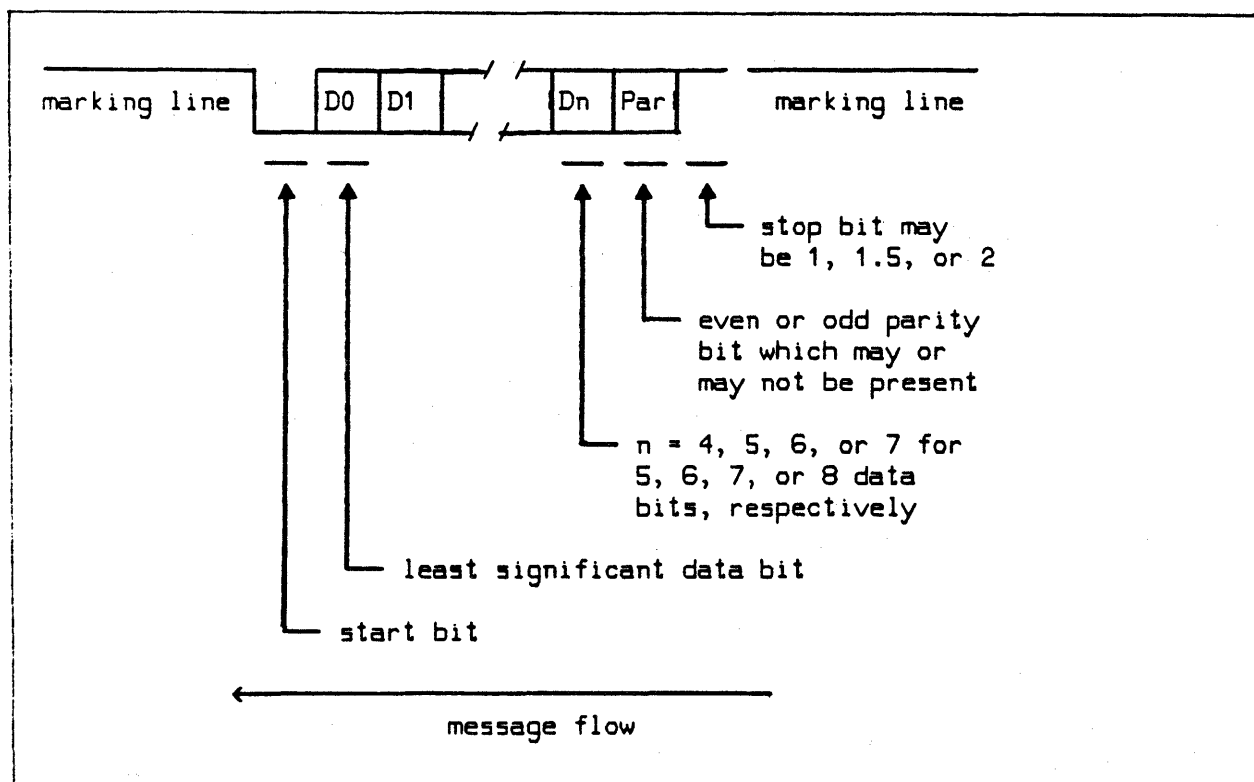 marking line
D0 D1 Dn Par
marking line
stop bit may
be 1, 1.5, or 2
even or odd parity
bit which may or
may not be present
n = 4, 5, 6, or 7 for
5, 6, 7, or 8 data
bits, respectively
least significant data bit
start bit
message flow